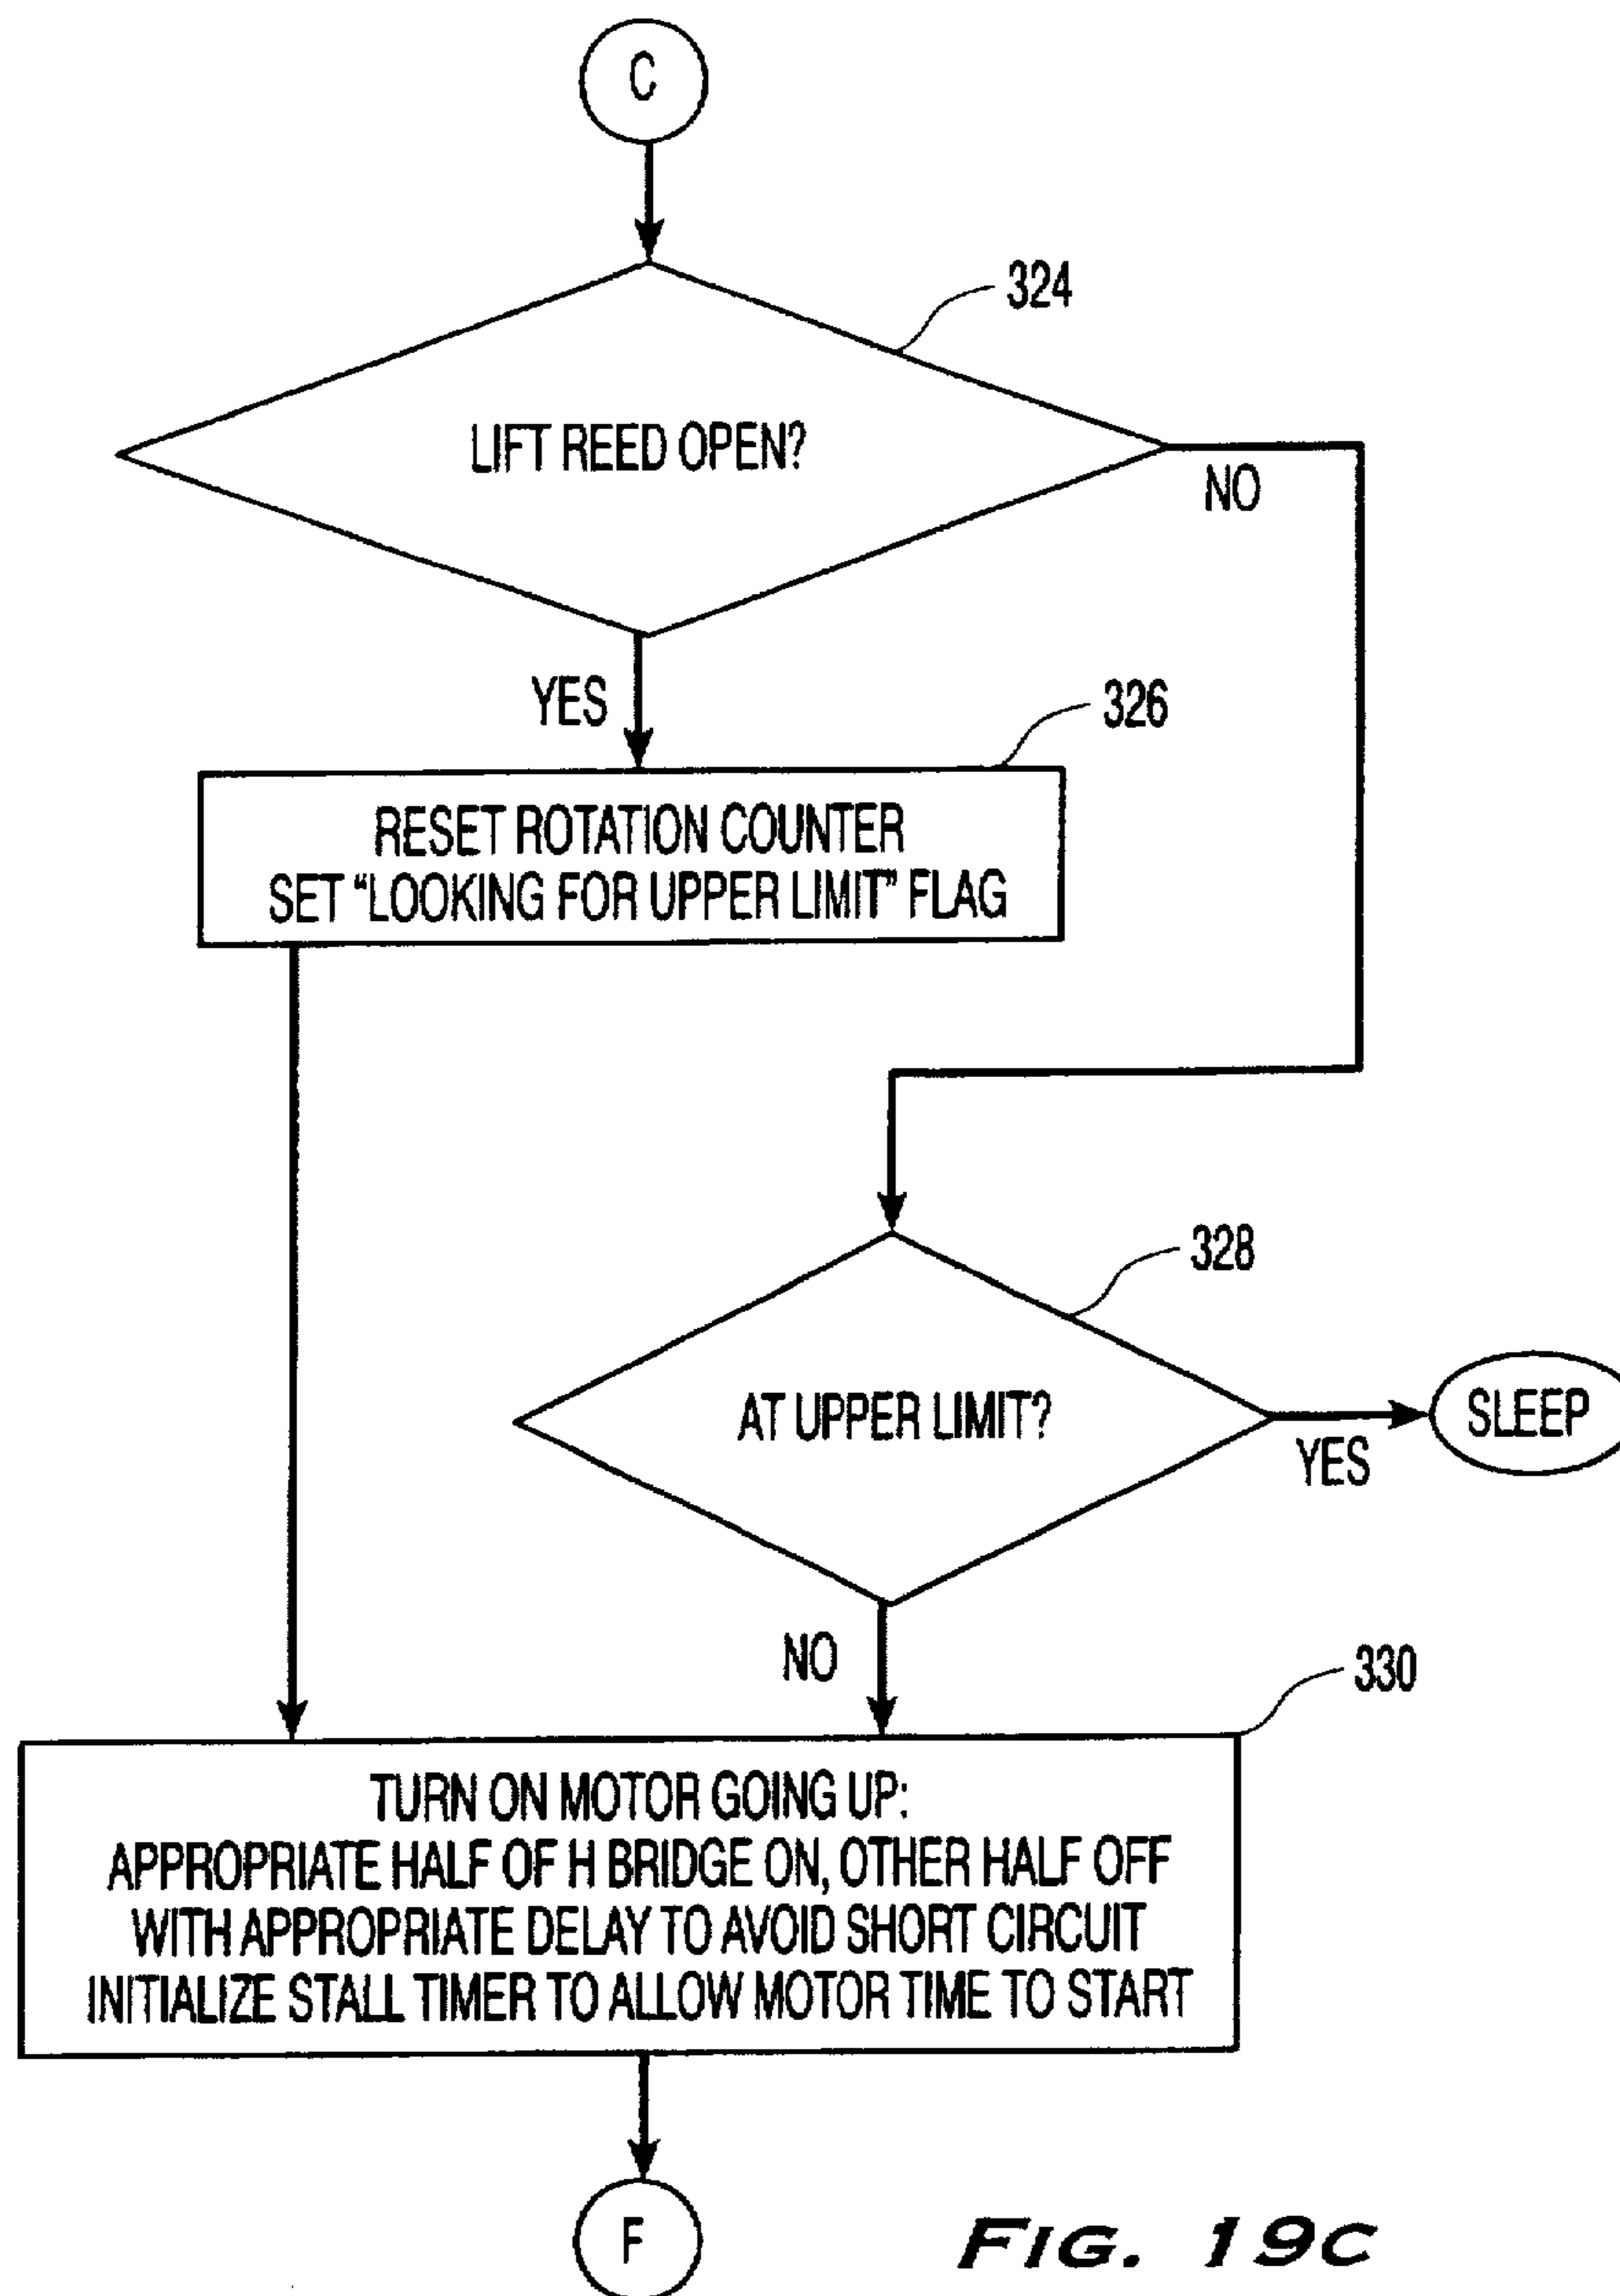 C
324
LIFT REED OPEN?
NO
YES
326
RESET ROTATION COUNTER
SET “LOOKING FOR UPPER LIMIT” FLAG
328
AT UPPER LIMIT?
SLEEP
YES
NO
330
TURN ON MOTOR GOING UP:
APPROPRIATE HALF OF H BRIDGE ON, OTHER HALF OFF
WITH APPROPRIATE DELAY TO AVOID SHORT CIRCUIT
INITIALIZE STALL TIMER TO ALLOW MOTOR TIME TO START
F
FIG. 19C